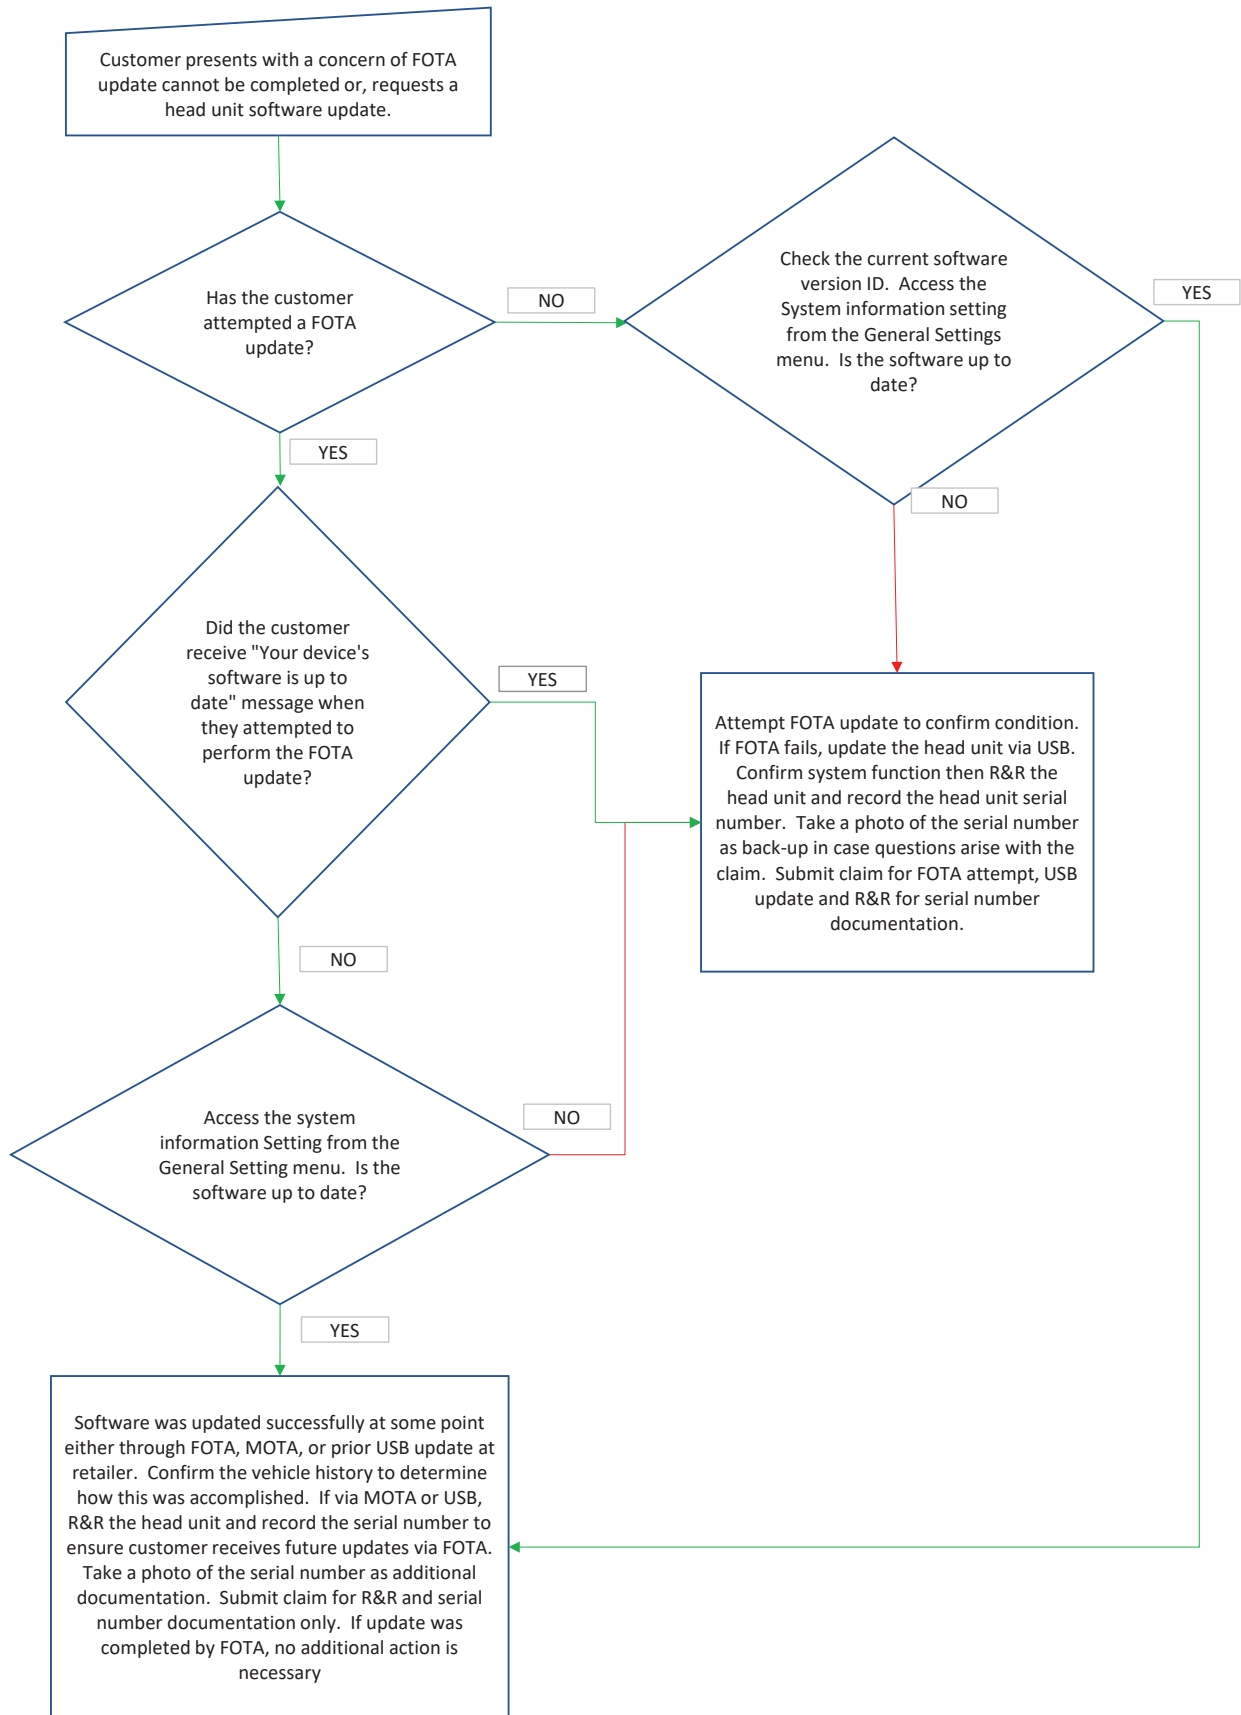 Customer presents with a concern of FOTA
update cannot be completed or, requests a
head unit software update.
Has the customer
attempted a FOTA
update?
NO
Check the current software
version ID.  Access the
System information setting
from the General Settings
menu.  Is the software up to
date?
YES
YES
NO
Did the customer
receive "Your device's
software is up to
date" message when
they attempted to
perform the FOTA
update?
YES
Attempt FOTA update to confirm condition.
If FOTA fails, update the head unit via USB.
Confirm system function then R&R the
head unit and record the head unit serial
number.  Take a photo of the serial number
as back-up in case questions arise with the
claim.  Submit claim for FOTA attempt, USB
update and R&R for serial number
documentation.
NO
Access the system
information Setting from the
General Setting menu.  Is the
software up to date?
NO
YES
Software was updated successfully at some point
either through FOTA, MOTA, or prior USB update at
retailer.  Confirm the vehicle history to determine
how this was accomplished.  If via MOTA or USB,
R&R the head unit and record the serial number to
ensure customer receives future updates via FOTA.
Take a photo of the serial number as additional
documentation.  Submit claim for R&R and serial
number documentation only.  If update was
completed by FOTA, no additional action is
necessary